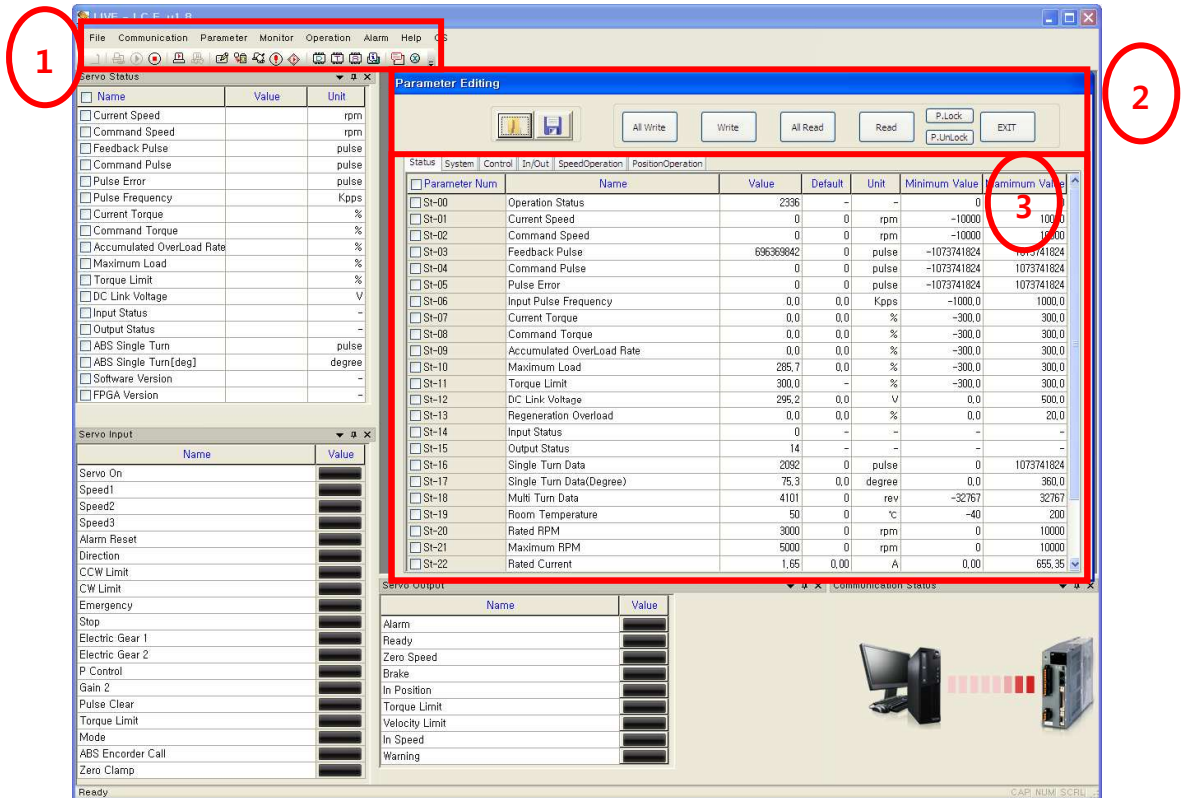 LIVE - I.C.E. v1.8
File Communication Parameter Monitor Operation Alarm Help OS
1
Servo Status
Name Value Unit
Current Speed rpm
Command Speed rpm
Feedback Pulse pulse
Command Pulse pulse
Pulse Error pulse
Pulse Frequency Kpps
Current Torque %
Command Torque %
Accumulated OverLoad Rate %
Maximum Load %
Torque Limit %
DC Link Voltage V
Input Status -
Output Status -
ABS Single Turn pulse
ABS Single Turn[deg] degree
Software Version -
FPGA Version -
Servo Input
Name Value
Servo On
Speed1
Speed2
Speed3
Alarm Reset
Direction
CCW Limit
CW Limit
Emergency
Stop
Electric Gear 1
Electric Gear 2
P Control
Gain 2
Pulse Clear
Torque Limit
Mode
ABS Encorder Call
Zero Clamp
Parameter Editing
2
All Write Write All Read Read P.Lock P.UnLock EXIT
Status System Control In/Out SpeedOperation PositionOperation
3
Parameter Num Name Value Default Unit Minimum Value Mamimum Value
St-00 Operation Status 2336 - - 0 0
St-01 Current Speed 0 0 rpm -10000 10000
St-02 Command Speed 0 0 rpm -10000 10000
St-03 Feedback Pulse 696369842 0 pulse -1073741824 1073741824
St-04 Command Pulse 0 0 pulse -1073741824 1073741824
St-05 Pulse Error 0 0 pulse -1073741824 1073741824
St-06 Input Pulse Frequency 0,0 0,0 Kpps -1000,0 1000,0
St-07 Current Torque 0,0 0,0 % -300,0 300,0
St-08 Command Torque 0,0 0,0 % -300,0 300,0
St-09 Accumulated OverLoad Rate 0,0 0,0 % -300,0 300,0
St-10 Maximum Load 285,7 0,0 % -300,0 300,0
St-11 Torque Limit 300,0 - % -300,0 300,0
St-12 DC Link Voltage 295,2 0,0 V 0,0 500,0
St-13 Regeneration Overload 0,0 0,0 % 0,0 20,0
St-14 Input Status 0 - - - -
St-15 Output Status 14 - - - -
St-16 Single Turn Data 2092 0 pulse 0 1073741824
St-17 Single Turn Data(Degree) 75,3 0,0 degree 0,0 360,0
St-18 Multi Turn Data 4101 0 rev -32767 32767
St-19 Room Temperature 50 0 ℃ -40 200
St-20 Rated RPM 3000 0 rpm 0 10000
St-21 Maximum RPM 5000 0 rpm 0 10000
St-22 Rated Current 1,65 0,00 A 0,00 655,35
Servo Output
Name Value
Alarm
Ready
Zero Speed
Brake
In Position
Torque Limit
Velocity Limit
In Speed
Warning
Communication Status
Ready
CAP NUM SCRL